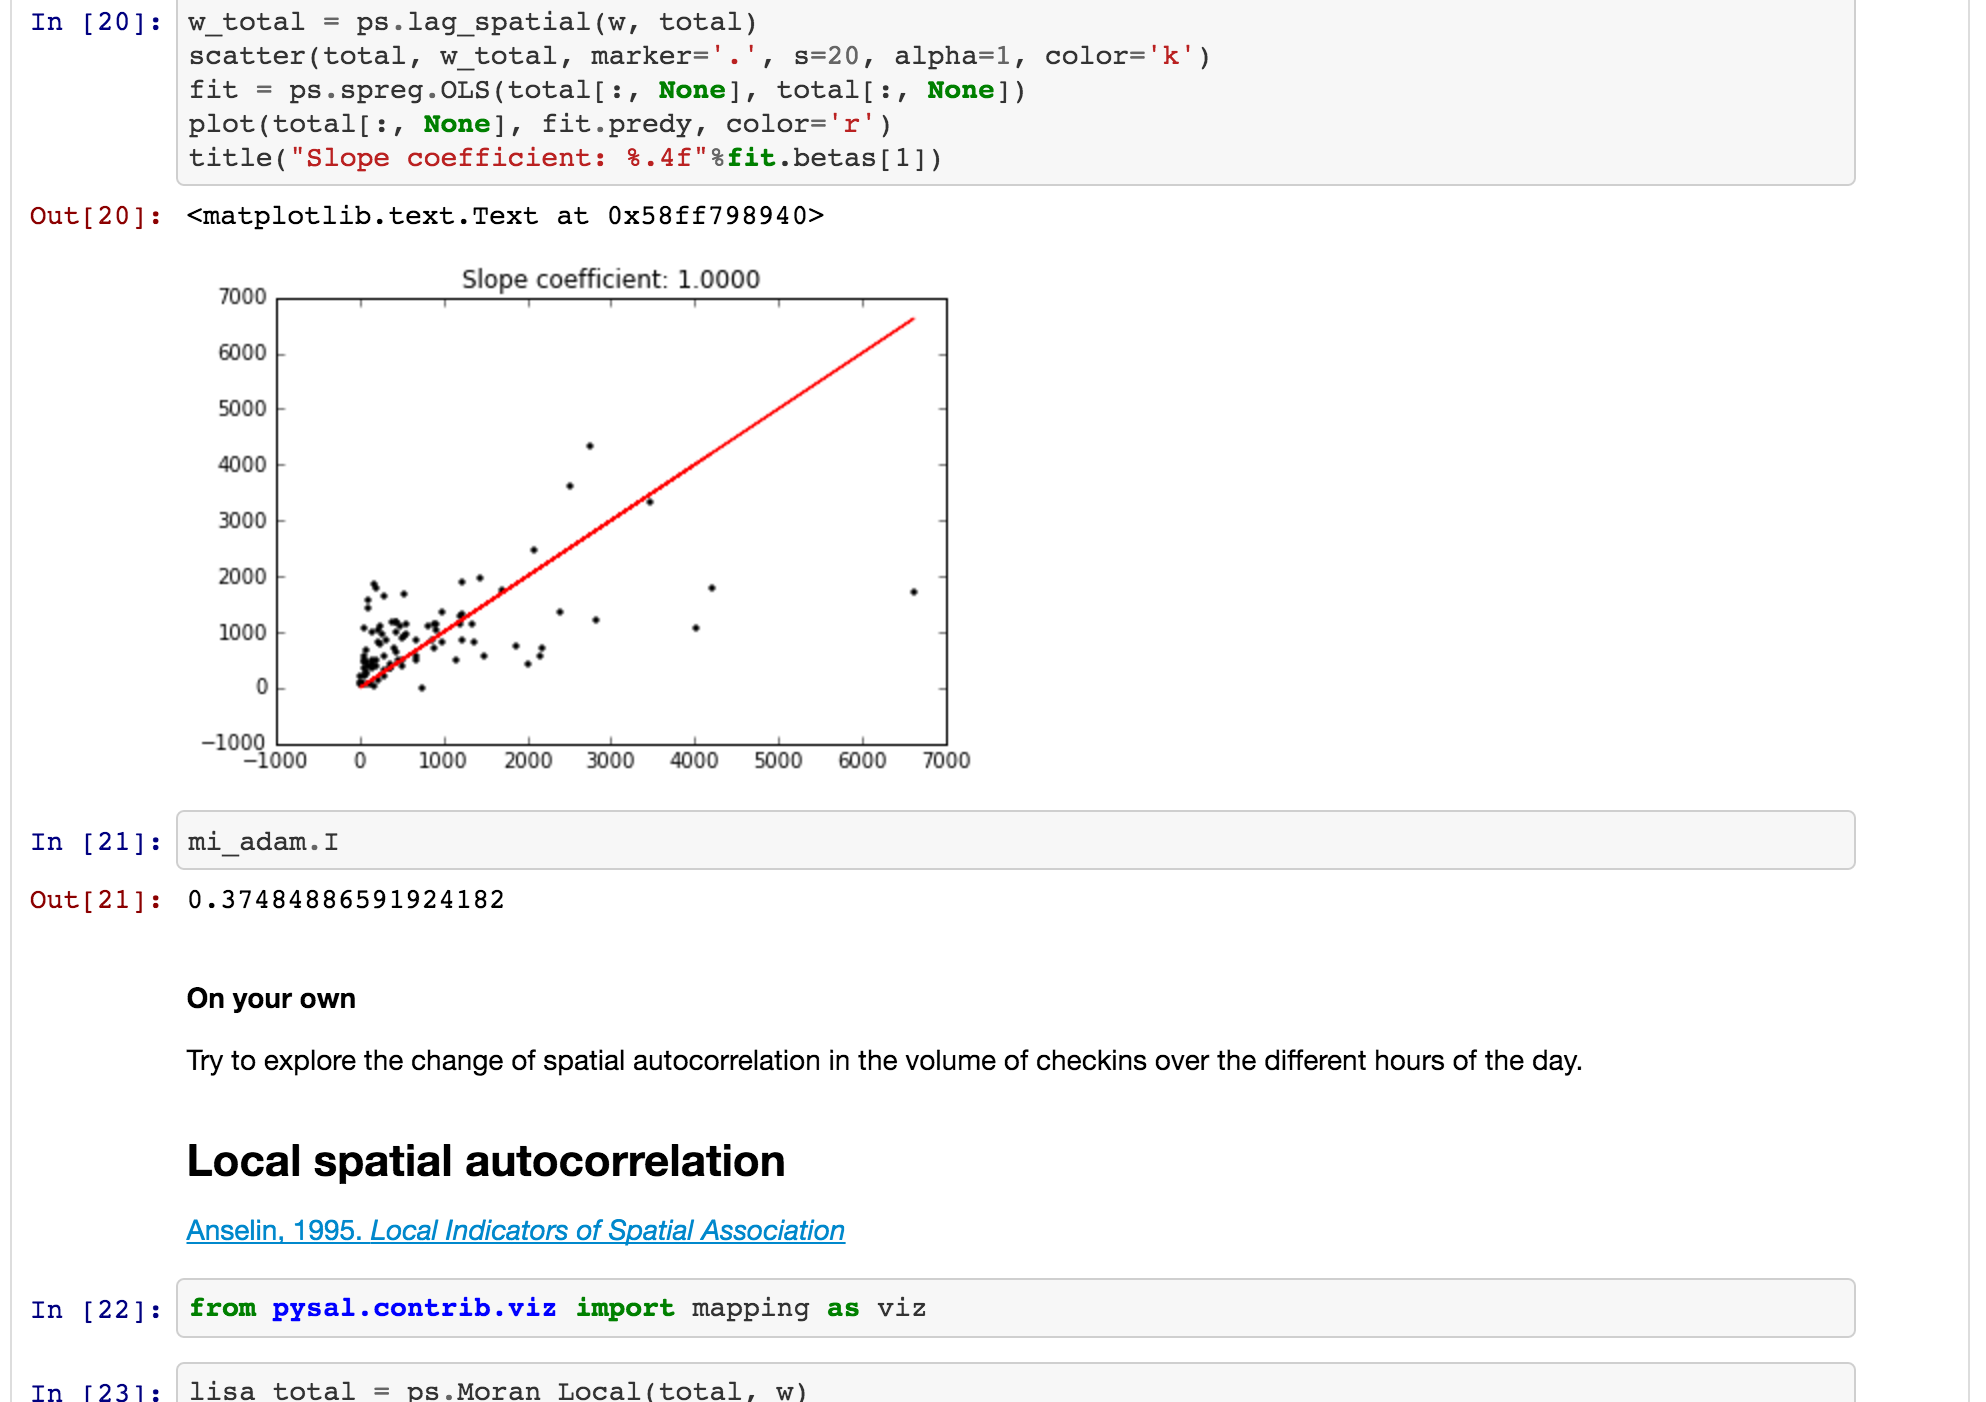 In [20]:
w_total = ps.lag_spatial(w, total)
scatter(total, w_total, marker='.', s=20, alpha=1, color='k')
fit = ps.spreg.OLS(total[:, None], total[:, None])
plot(total[:, None], fit.predy, color='r')
title("Slope coefficient: %.4f"%fit.betas[1])
Out[20]: <matplotlib.text.Text at 0x58ff798940>
Slope coefficient: 1.0000
7000
6000
5000
4000
3000
2000
1000
0
−1000
−1000 0 1000 2000 3000 4000 5000 6000 7000
In [21]: mi_adam.I
Out[21]: 0.37484886591924182
On your own
Try to explore the change of spatial autocorrelation in the volume of checkins over the different hours of the day.
Local spatial autocorrelation
Anselin, 1995. Local Indicators of Spatial Association
In [22]: from pysal.contrib.viz import mapping as viz
In [23]: lisa_total = ps.Moran_Local(total, w)